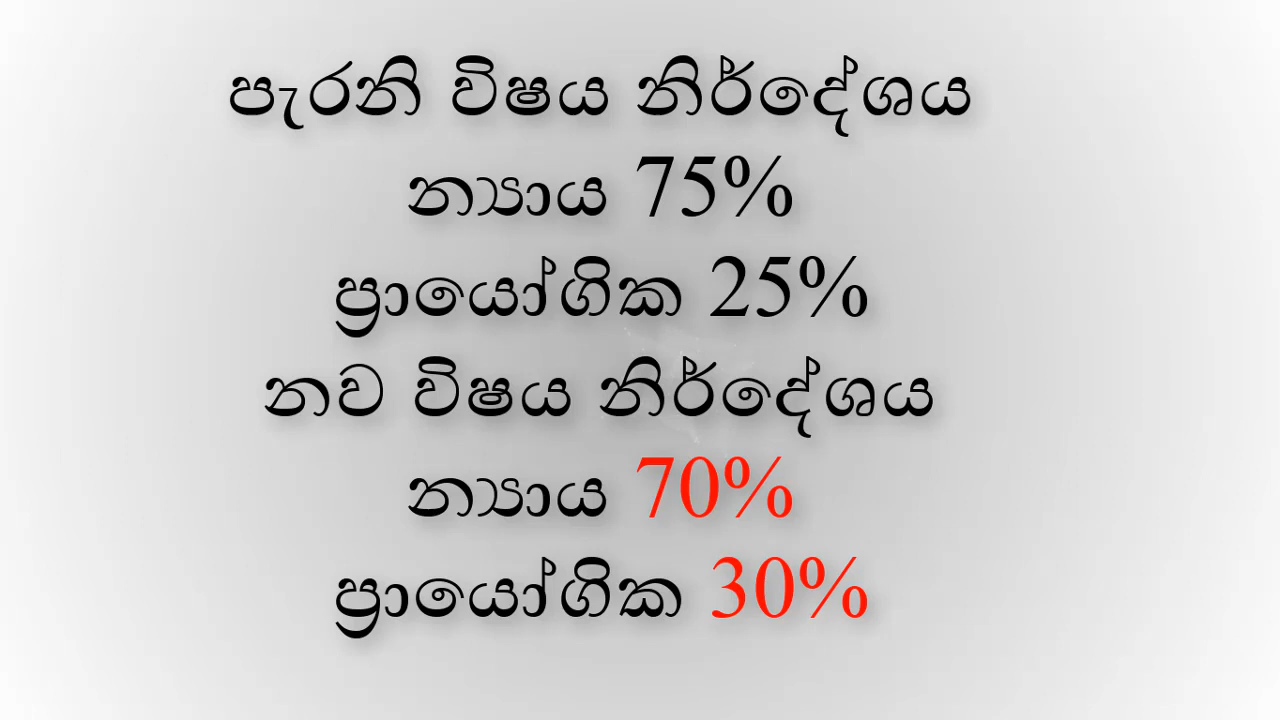 පැරනි විෂය නිර්දේශය
න්‍යාය 75%
ප්‍රායෝගික 25%
නව විෂය නිර්දේශය
න්‍යාය 70%
ප්‍රායෝගික 30%